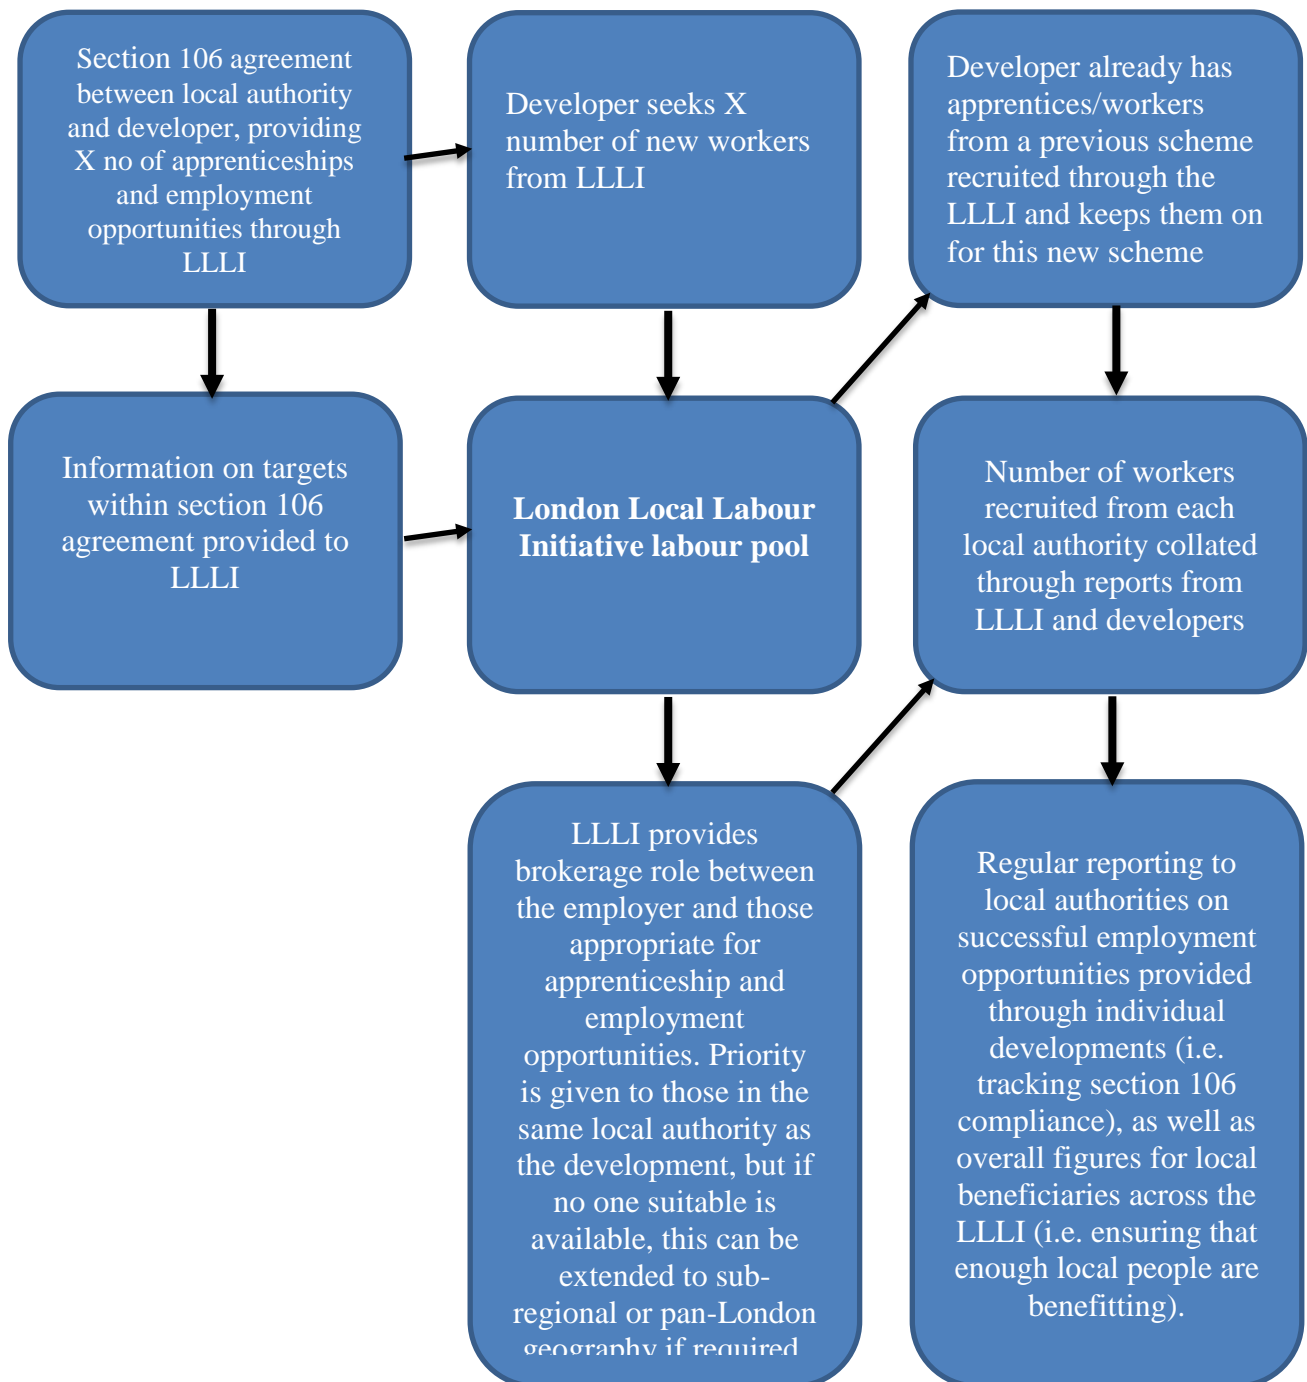 Section 106 agreement
between local authority
and developer, providing
X no of apprenticeships
and employment
opportunities through
LLLI
Developer seeks X
number of new workers
from LLLI
Developer already has
apprentices/workers
from a previous scheme
recruited through the
LLLI and keeps them on
for this new scheme
Information on targets
within section 106
agreement provided to
LLLI
London Local Labour
Initiative labour pool
Number of workers
recruited from each
local authority collated
through reports from
LLLI and developers
LLLI provides
brokerage role between
the employer and those
appropriate for
apprenticeship and
employment
opportunities. Priority
is given to those in the
same local authority as
the development, but if
no one suitable is
available, this can be
extended to sub-
regional or pan-London
geography if required.
Regular reporting to
local authorities on
successful employment
opportunities provided
through individual
developments (i.e.
tracking section 106
compliance), as well as
overall figures for local
beneficiaries across the
LLLI (i.e. ensuring that
enough local people are
benefitting).